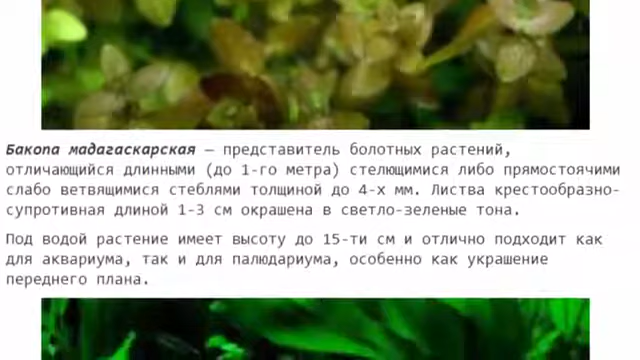 Бакопа мадагаскарская – представитель болотных растений,
отличающийся длинными (до 1-го метра) стелющимися либо прямостоячими
слабо ветвящимися стеблями толщиной до 4-х мм. Листва крестообразно-
супротивная длиной 1-3 см окрашена в светло-зеленые тона.
Под водой растение имеет высоту до 15-ти см и отлично подходит как
для аквариума, так и для палюдариума, особенно как украшение
переднего плана.